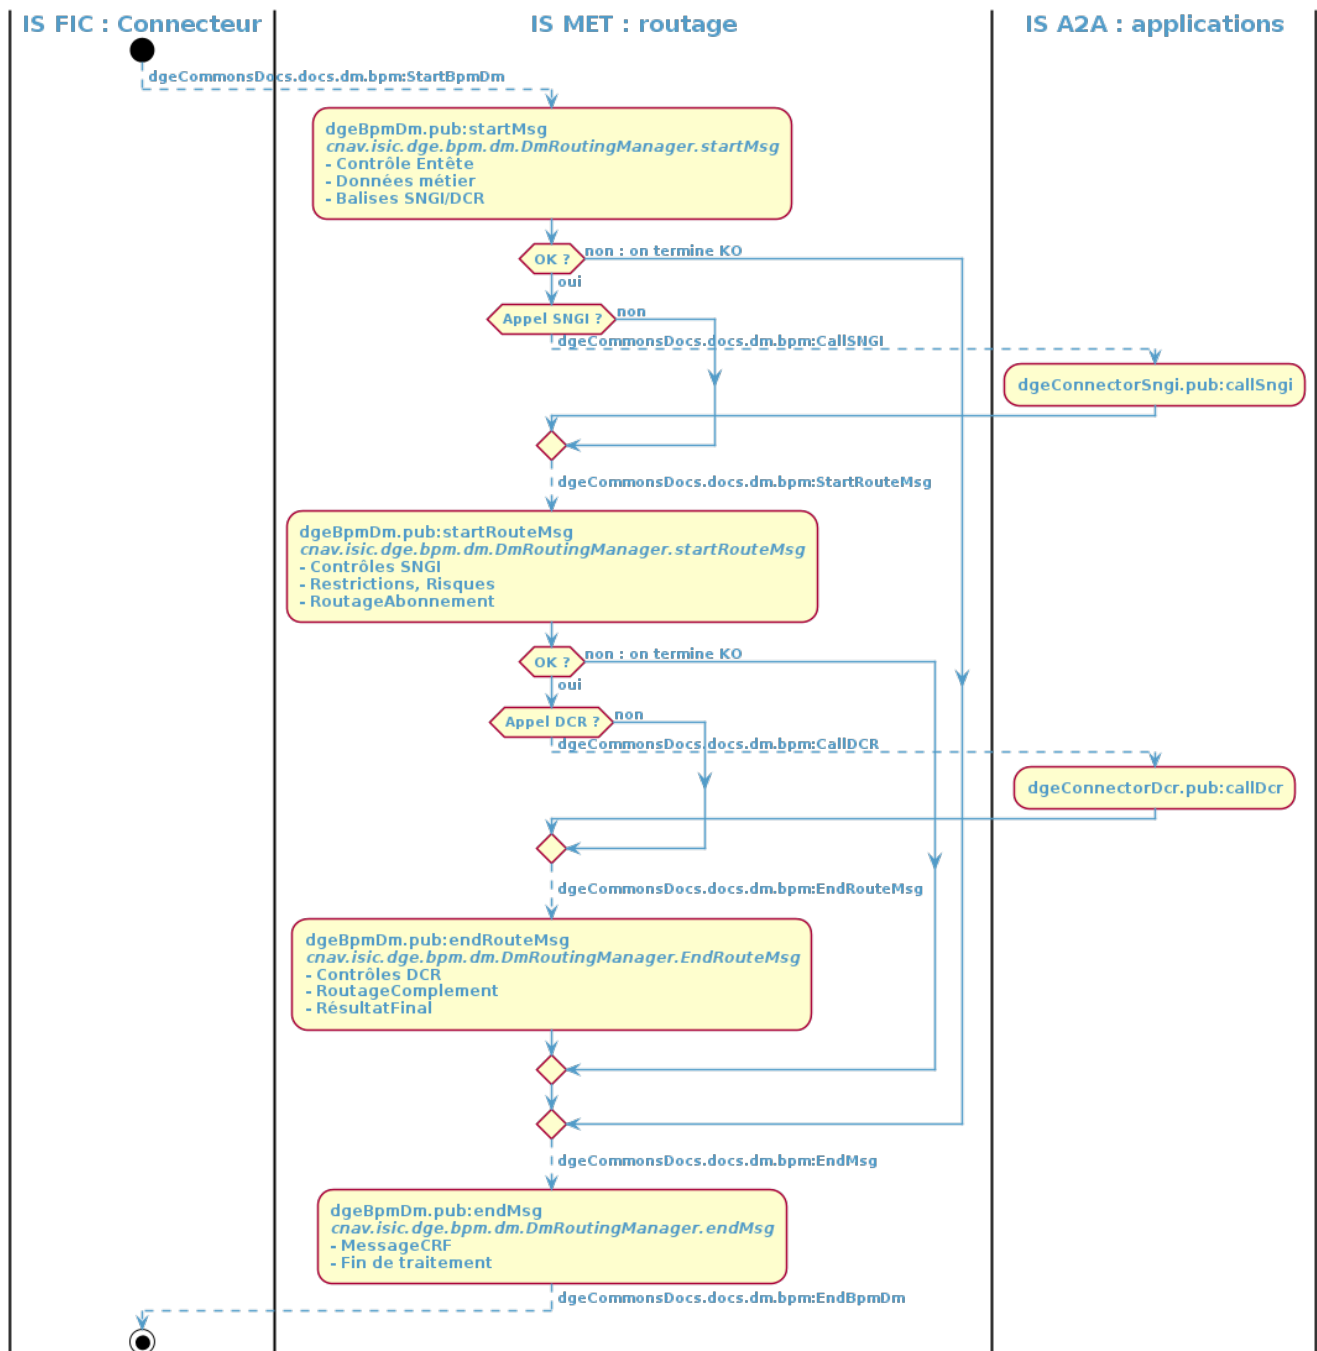 IS FIC : Connecteur
IS MET : routage
IS A2A : applications
dgeCommonsDocs.docs.dm.bpm:StartBpmDm
dgeBpmDm.pub:startMsg
cnav.isic.dge.bpm.dm.DmRoutingManager.startMsg
- Contrôle Entête
- Données métier
- Balises SNGI/DCR
OK ?
non : on termine KO
oui
Appel SNGI ?
non
dgeCommonsDocs.docs.dm.bpm:CallSNGI
dgeConnectorSngi.pub:callSngi
dgeCommonsDocs.docs.dm.bpm:StartRouteMsg
dgeBpmDm.pub:startRouteMsg
cnav.isic.dge.bpm.dm.DmRoutingManager.startRouteMsg
- Contrôles SNGI
- Restrictions, Risques
- RoutageAbonnement
OK ?
non : on termine KO
oui
Appel DCR ?
non
dgeCommonsDocs.docs.dm.bpm:CallDCR
dgeConnectorDcr.pub:callDcr
dgeCommonsDocs.docs.dm.bpm:EndRouteMsg
dgeBpmDm.pub:endRouteMsg
cnav.isic.dge.bpm.dm.DmRoutingManager.EndRouteMsg
- Contrôles DCR
- RoutageComplement
- RésultatFinal
dgeCommonsDocs.docs.dm.bpm:EndMsg
dgeBpmDm.pub:endMsg
cnav.isic.dge.bpm.dm.DmRoutingManager.endMsg
- MessageCRF
- Fin de traitement
dgeCommonsDocs.docs.dm.bpm:EndBpmDm